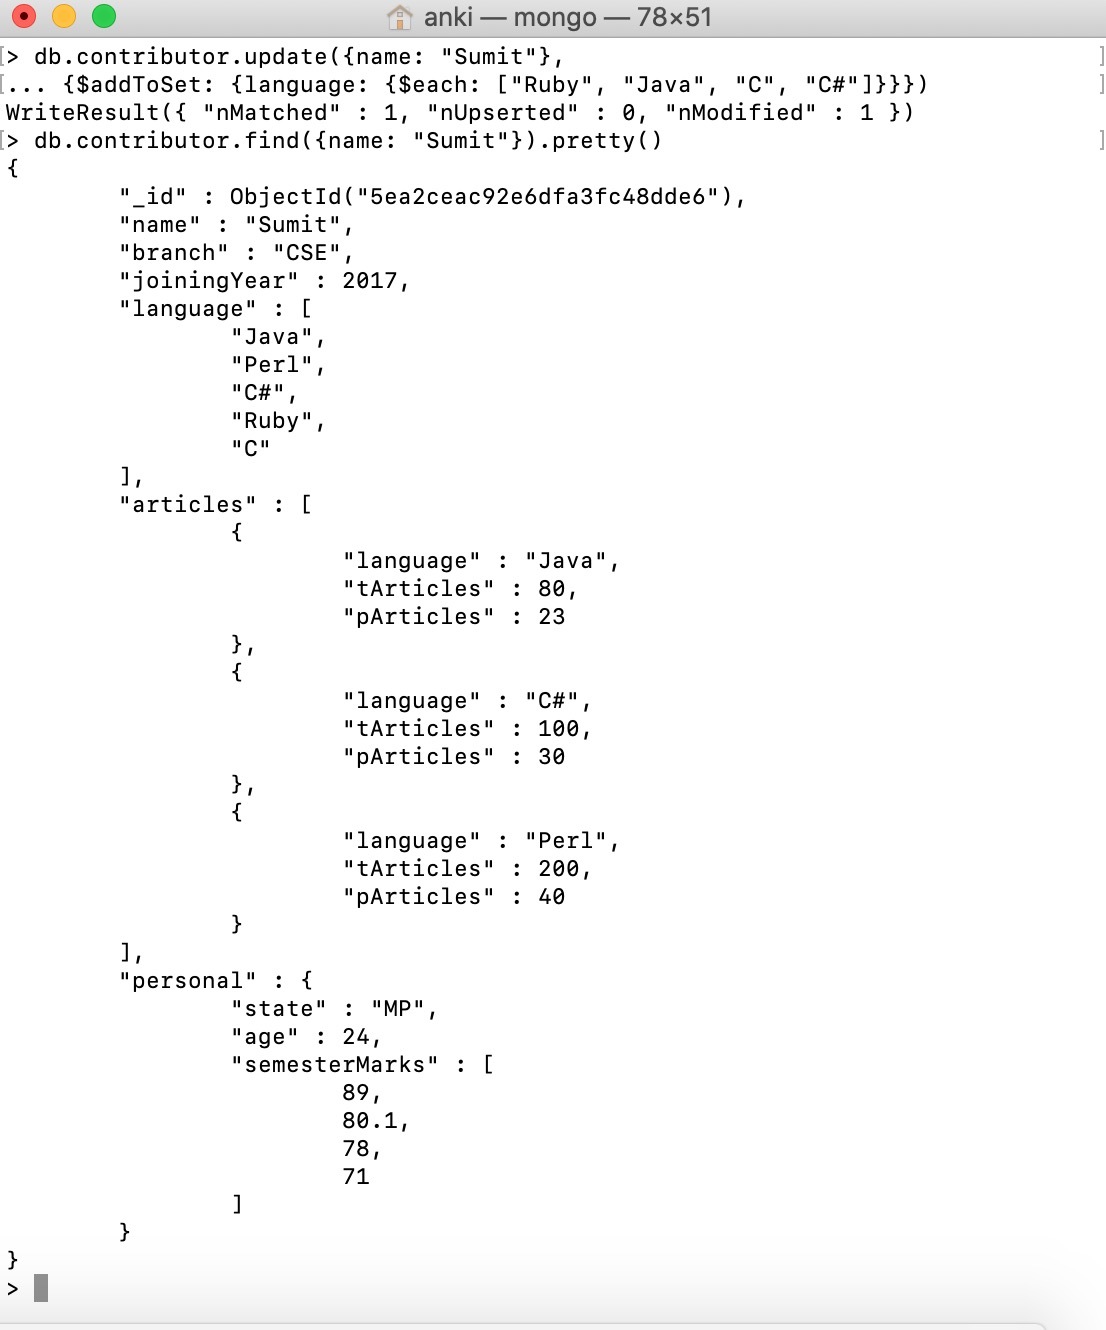 anki — mongo — 78×51
> db.contributor.update({name: "Sumit"},
... {$addToSet: {language: {$each: ["Ruby", "Java", "C", "C#"]}}})
WriteResult({ "nMatched" : 1, "nUpserted" : 0, "nModified" : 1 })
> db.contributor.find({name: "Sumit"}).pretty()
{
        "_id" : ObjectId("5ea2ceac92e6dfa3fc48dde6"),
        "name" : "Sumit",
        "branch" : "CSE",
        "joiningYear" : 2017,
        "language" : [
                "Java",
                "Perl",
                "C#",
                "Ruby",
                "C"
        ],
        "articles" : [
                {
                        "language" : "Java",
                        "tArticles" : 80,
                        "pArticles" : 23
                },
                {
                        "language" : "C#",
                        "tArticles" : 100,
                        "pArticles" : 30
                },
                {
                        "language" : "Perl",
                        "tArticles" : 200,
                        "pArticles" : 40
                }
        ],
        "personal" : {
                "state" : "MP",
                "age" : 24,
                "semesterMarks" : [
                        89,
                        80.1,
                        78,
                        71
                ]
        }
}
>